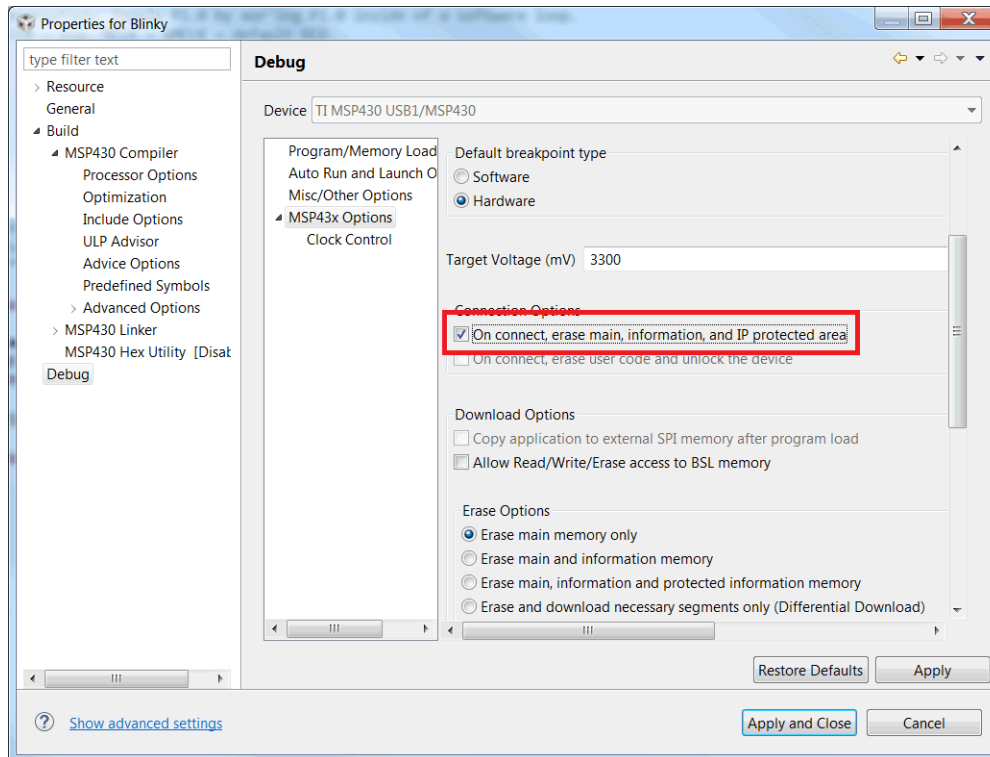 Properties for Blinky
type filter text
Resource
General
Build
MSP430 Compiler
Processor Options
Optimization
Include Options
ULP Advisor
Advice Options
Predefined Symbols
Advanced Options
MSP430 Linker
MSP430 Hex Utility [Disab
Debug
Debug
Device TI MSP430 USB1/MSP430
Program/Memory Load
Auto Run and Launch O
Misc/Other Options
MSP43x Options
Clock Control
Default breakpoint type
Software
Hardware
Target Voltage (mV) 3300
Connection Options
On connect, erase main, information, and IP protected area
On connect, erase user code and unlock the device
Download Options
Copy application to external SPI memory after program load
Allow Read/Write/Erase access to BSL memory
Erase Options
Erase main memory only
Erase main and information memory
Erase main, information and protected information memory
Erase and download necessary segments only (Differential Download)
Restore Defaults Apply
Show advanced settings
Apply and Close Cancel